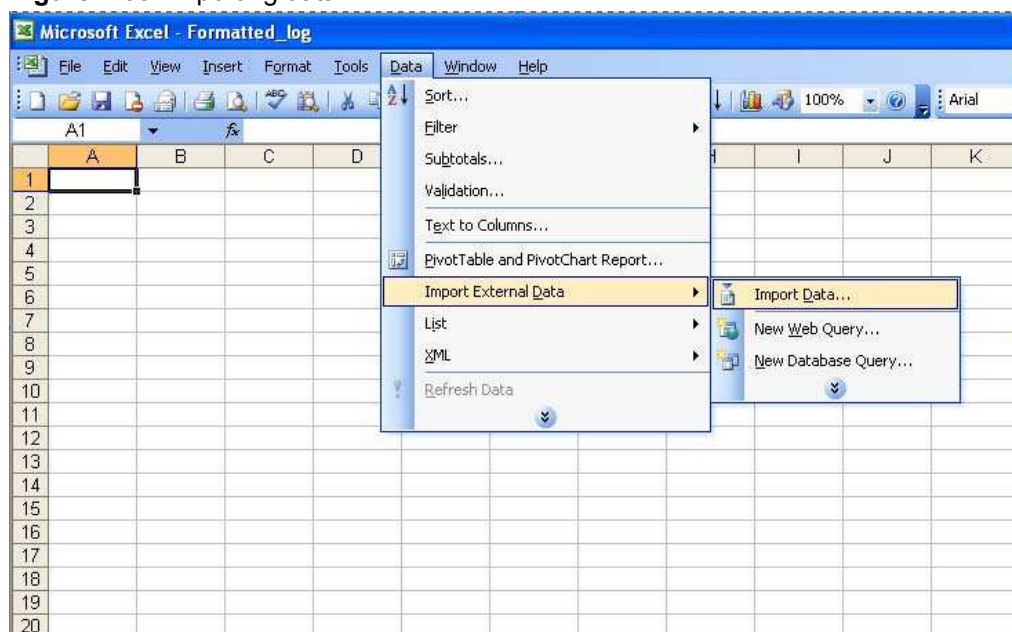 Microsoft Excel - Formatted_log
File Edit View Insert Format Tools Data Window Help
100% Arial
A1 fx
A B C D H I J K
1
2
3
4
5
6
7
8
9
10
11
12
13
14
15
16
17
18
19
20
Sort...
Filter
Subtotals...
Validation...
Text to Columns...
PivotTable and PivotChart Report...
Import External Data
List
XML
Refresh Data
Import Data...
New Web Query...
New Database Query...